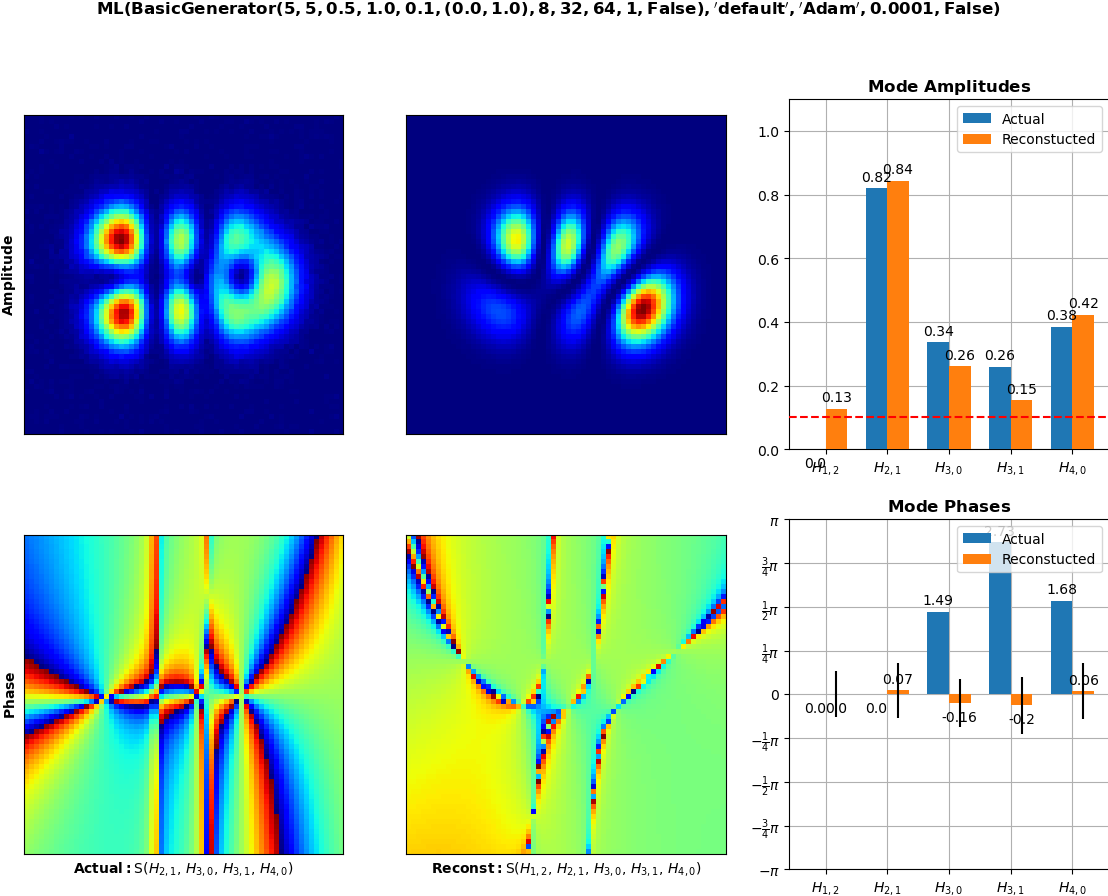 ML(BasicGenerator(5, 5, 0.5, 1.0, 0.1, (0.0, 1.0), 8, 32, 64, 1, False), ′default′, ′Adam′, 0.0001, False)
Amplitude
Mode Amplitudes
Actual
Reconstucted
1.0
0.8
0.6
0.4
0.2
0.0
0.0
0.13
0.82
0.84
0.34
0.26
0.26
0.15
0.38
0.42
H1,2
H2,1
H3,0
H3,1
H4,0
Phase
Actual: S(H2,1, H3,0, H3,1, H4,0)
Reconst: S(H1,2, H2,1, H3,0, H3,1, H4,0)
Mode Phases
Actual
Reconstucted
π
3/4π
1/2π
1/4π
0
−1/4π
−1/2π
−3/4π
−π
0.0
0.0
0.07
1.49
-0.16
2.73
-0.2
1.68
0.06
H1,2
H2,1
H3,0
H3,1
H4,0